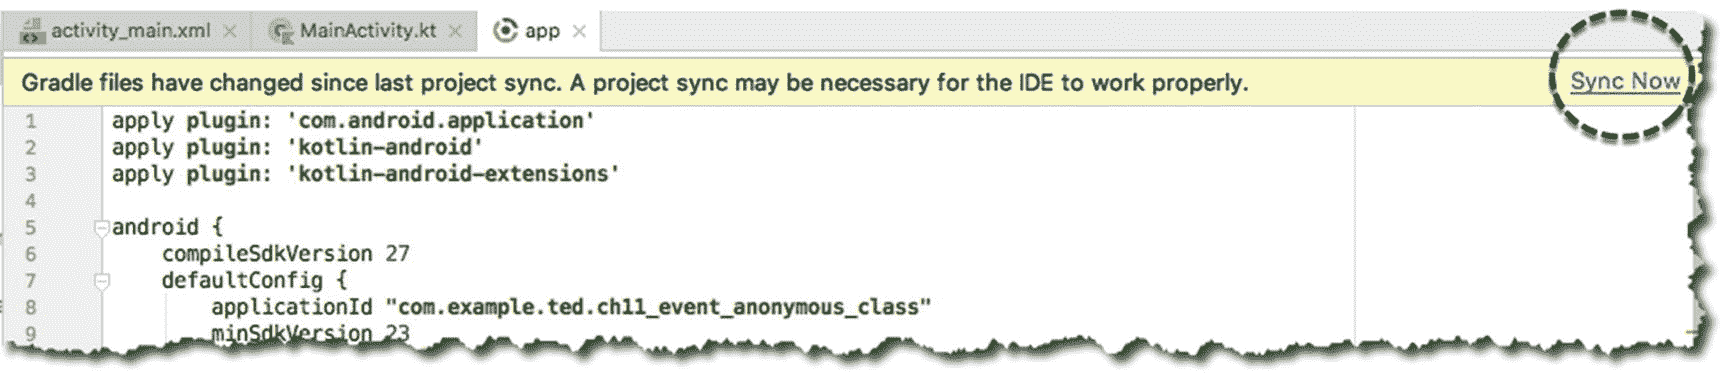 activity_main.xml MainActivity.kt app
Gradle files have changed since last project sync. A project sync may be necessary for the IDE to work properly. Sync Now
1 apply plugin: 'com.android.application'
2 apply plugin: 'kotlin-android'
3 apply plugin: 'kotlin-android-extensions'
4
5 android {
6 compileSdkVersion 27
7 defaultConfig {
8 applicationId "com.example.ted.ch11_event_anonymous_class"
9 minSdkVersion 23